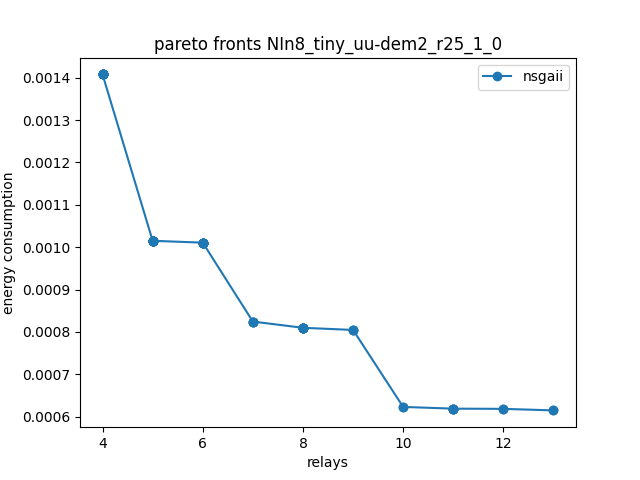 pareto fronts NIn8_tiny_uu-dem2_r25_1_0
nsgaii
0.0014
0.0013
0.0012
0.0011
0.0010
0.0009
0.0008
0.0007
0.0006
energy consumption
4 6 8 10 12
relays